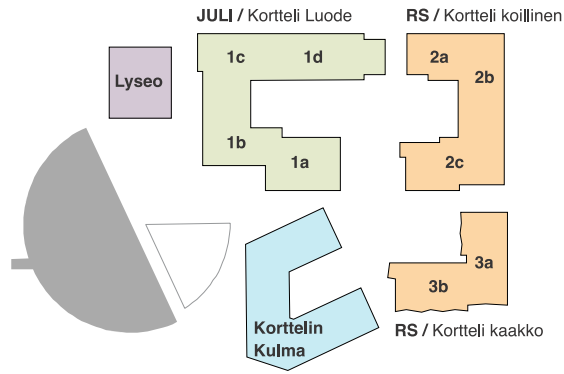 JULI / Kortteli Luode
RS / Kortteli koillinen
1c
1d
2a
2b
Lyseo
1b
1a
2c
3a
3b
Korttelin
Kulma
RS / Kortteli kaakko